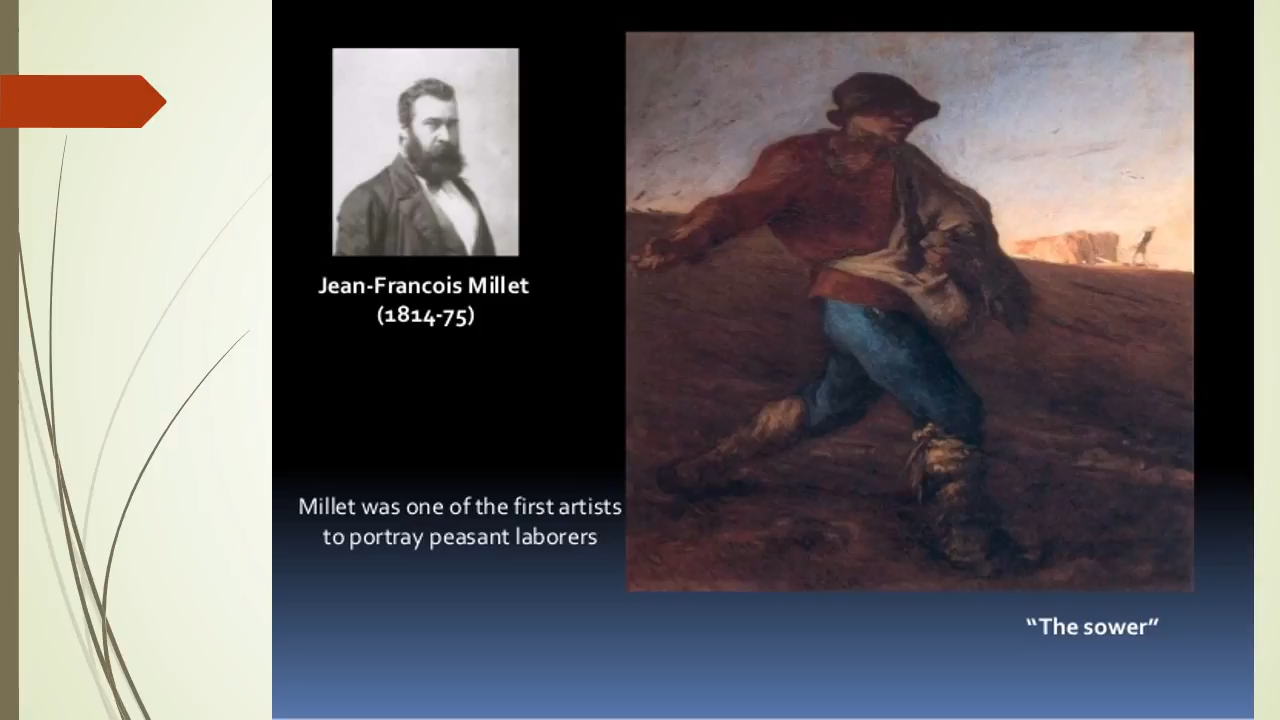 Jean-Francois Millet
(1814-75)
Millet was one of the first artists
to portray peasant laborers
“The sower”